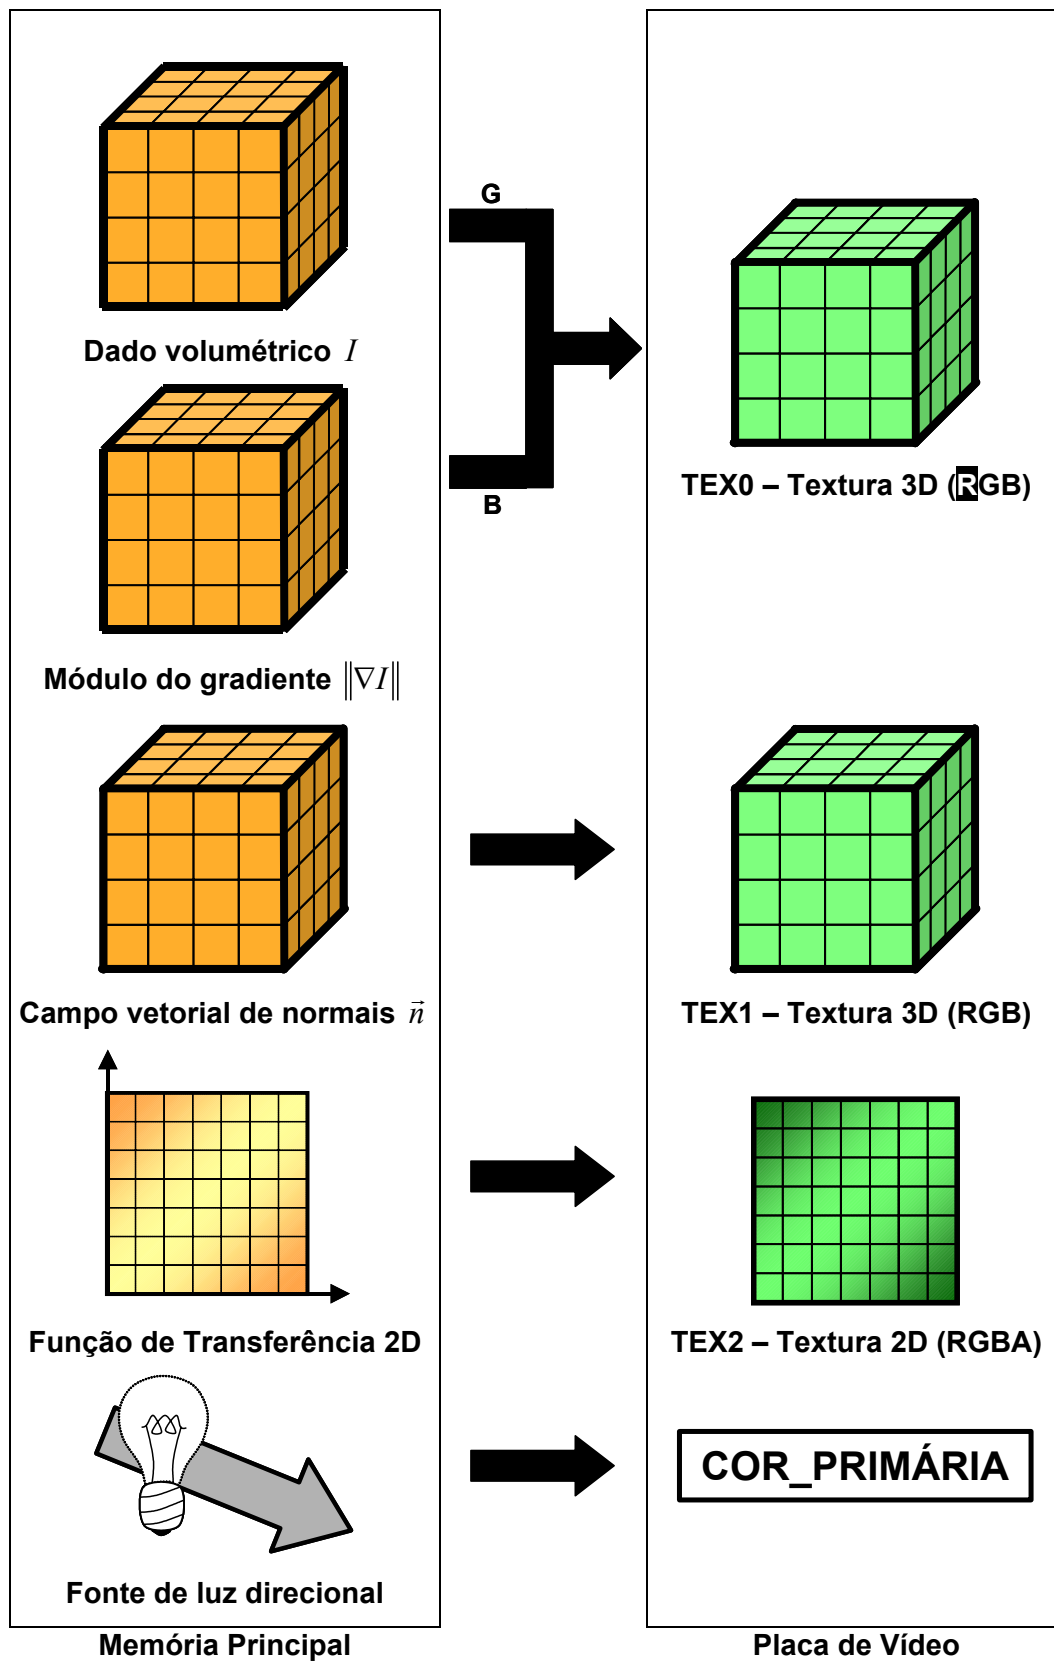 G
Dado volumétrico I
B
TEX0 – Textura 3D (RGB)
Módulo do gradiente ‖∇I‖
Campo vetorial de normais n⃗
TEX1 – Textura 3D (RGB)
Função de Transferência 2D
TEX2 – Textura 2D (RGBA)
COR_PRIMÁRIA
Fonte de luz direcional
Memória Principal
Placa de Vídeo